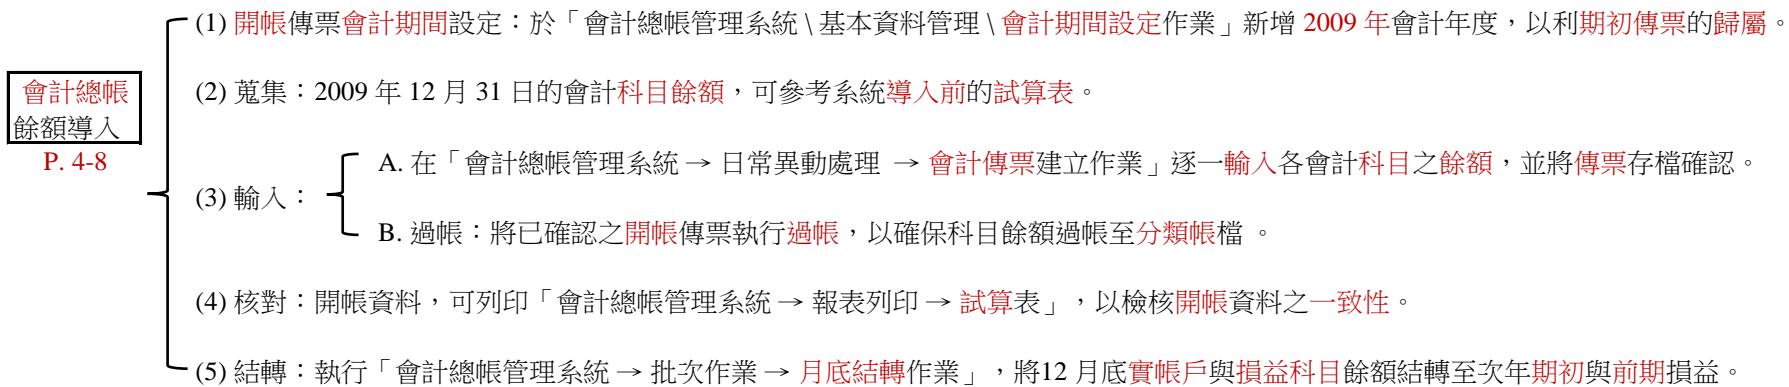 會計總帳
餘額導入
P. 4-8
(1) 開帳傳票會計期間設定：於「會計總帳管理系統 \ 基本資料管理 \ 會計期間設定作業」新增 2009 年會計年度，以利期初傳票的歸屬。
(2) 蒐集：2009 年 12 月 31 日的會計科目餘額，可參考系統導入前的試算表。
(3) 輸入：
A. 在「會計總帳管理系統 → 日常異動處理 → 會計傳票建立作業」逐一輸入各會計科目之餘額，並將傳票存檔確認。
B. 過帳：將已確認之開帳傳票執行過帳，以確保科目餘額過帳至分類帳檔 。
(4) 核對：開帳資料，可列印「會計總帳管理系統 → 報表列印 → 試算表」，以檢核開帳資料之一致性。
(5) 結轉：執行「會計總帳管理系統 → 批次作業 → 月底結轉作業」，將12 月底實帳戶與損益科目餘額結轉至次年期初與前期損益。